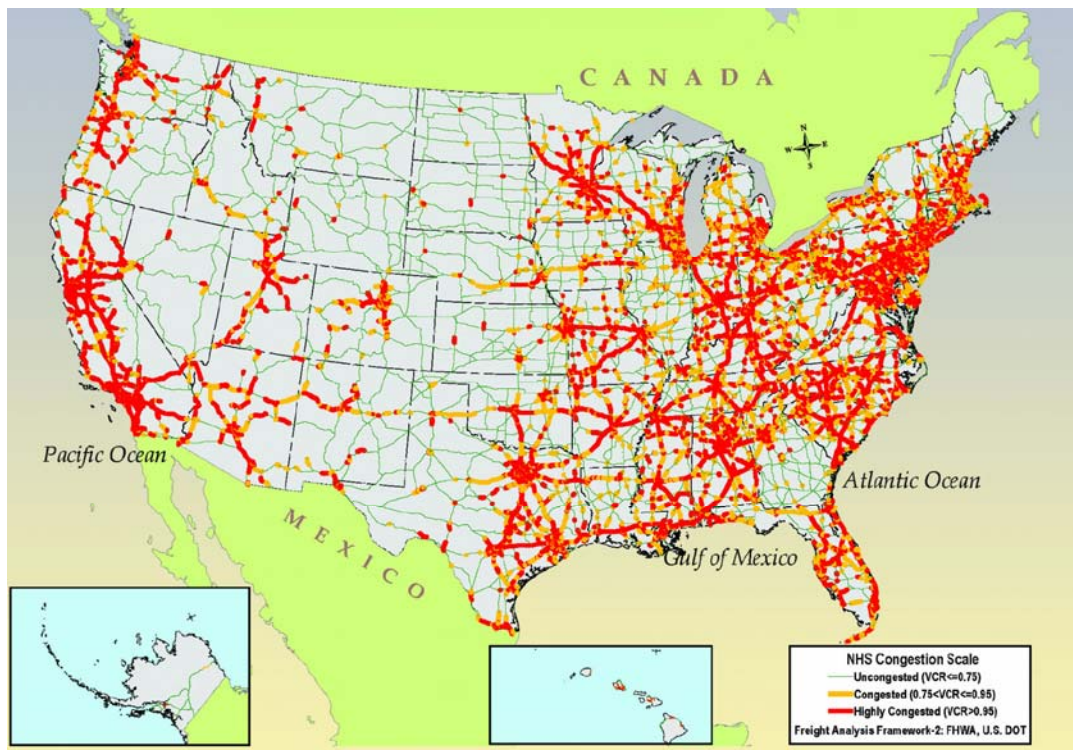 CANADA
N
W E
S
Pacific Ocean
Atlantic Ocean
MEXICO
Gulf of Mexico
NHS Congestion Scale
Uncongested (VCR<=0.75)
Congested (0.75<VCR<=0.95)
Highly Congested (VCR>0.95)
Freight Analysis Framework-2: FHWA, U.S. DOT